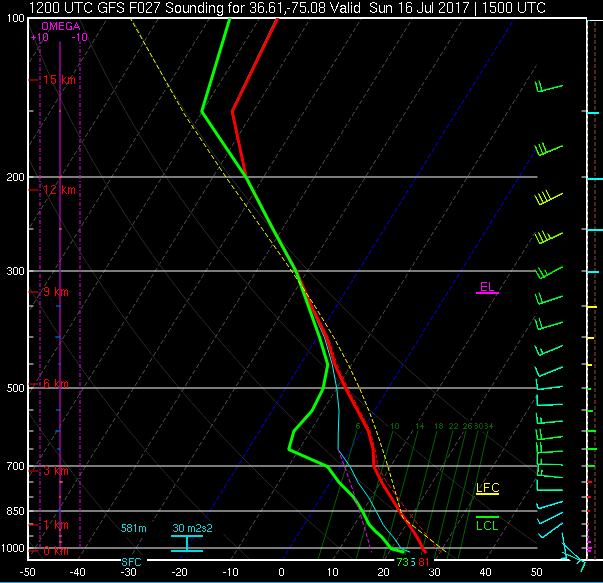 1200 UTC GFS F027 Sounding for 36.61,-75.08 Valid  Sun 16 Jul 2017 | 1500 UTC
100
OMEGA
+10 -10
15 km
200
12 km
300
9 km
EL
500
6 km
6 10 14 18 22 26 30 34
700
3 km
LFC
850
LCL
1 km
581m 30 m2s2
1000
0 km
SFC
73 5 81
-50 -40 -30 -20 -10 0 10 20 30 40 50